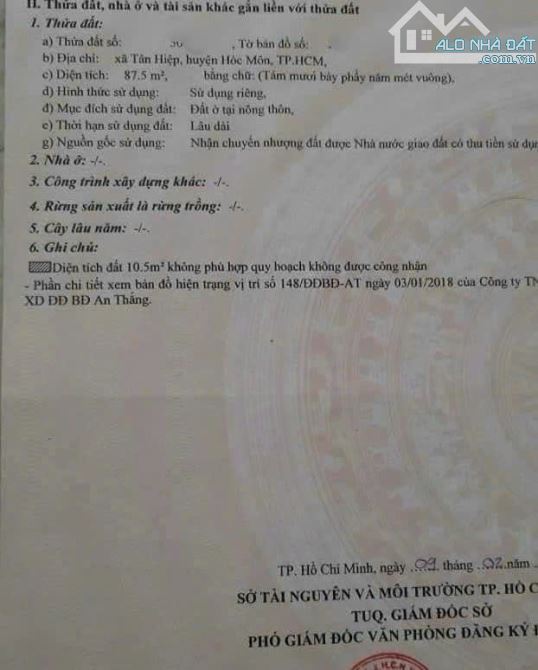 II. Thửa đất, nhà ở và tài sản khác gắn liền với thửa đất
1. Thửa đất:
a) Thửa đất số: , Tờ bản đồ số:
b) Địa chỉ: xã Tân Hiệp, huyện Hóc Môn, TP.HCM,
c) Diện tích: 87.5 m², bằng chữ: (Tám mươi bảy phẩy năm mét vuông),
d) Hình thức sử dụng: Sử dụng riêng,
đ) Mục đích sử dụng đất: Đất ở tại nông thôn,
e) Thời hạn sử dụng đất: Lâu dài
g) Nguồn gốc sử dụng: Nhận chuyển nhượng đất được Nhà nước giao đất có thu tiền sử dụn
2. Nhà ở: -/-.
3. Công trình xây dựng khác: -/-.
4. Rừng sản xuất là rừng trồng: -/-.
5. Cây lâu năm: -/-.
6. Ghi chú:
Diện tích đất 10.5m² không phù hợp quy hoạch không được công nhận
- Phần chi tiết xem bản đồ hiện trạng vị trí số 148/ĐĐBĐ-AT ngày 03/01/2018 của Công ty TN
XD ĐĐ BĐ An Thắng.
TP. Hồ Chí Minh, ngày 09 tháng 02 năm
SỞ TÀI NGUYÊN VÀ MÔI TRƯỜNG TP. HỒ C
TUQ. GIÁM ĐỐC SỞ
PHÓ GIÁM ĐỐC VĂN PHÒNG ĐĂNG KÝ Đ
ALO NHÀ ĐẤT
.com.vn